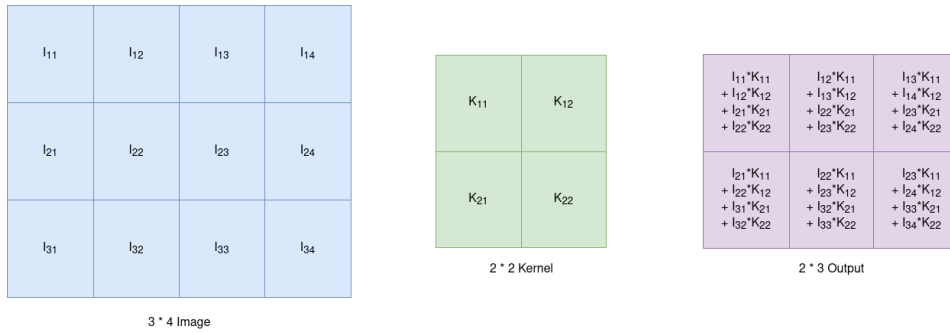 I₁₁ I₁₂ I₁₃ I₁₄
I₂₁ I₂₂ I₂₃ I₂₄
I₃₁ I₃₂ I₃₃ I₃₄
3 * 4 Image
K₁₁ K₁₂
K₂₁ K₂₂
2 * 2 Kernel
I₁₁*K₁₁
+ I₁₂*K₁₂
+ I₂₁*K₂₁
+ I₂₂*K₂₂
I₁₂*K₁₁
+ I₁₃*K₁₂
+ I₂₂*K₂₁
+ I₂₃*K₂₂
I₁₃*K₁₁
+ I₁₄*K₁₂
+ I₂₃*K₂₁
+ I₂₄*K₂₂
I₂₁*K₁₁
+ I₂₂*K₁₂
+ I₃₁*K₂₁
+ I₃₂*K₂₂
I₂₂*K₁₁
+ I₂₃*K₁₂
+ I₃₂*K₂₁
+ I₃₃*K₂₂
I₂₃*K₁₁
+ I₂₄*K₁₂
+ I₃₃*K₂₁
+ I₃₄*K₂₂
2 * 3 Output